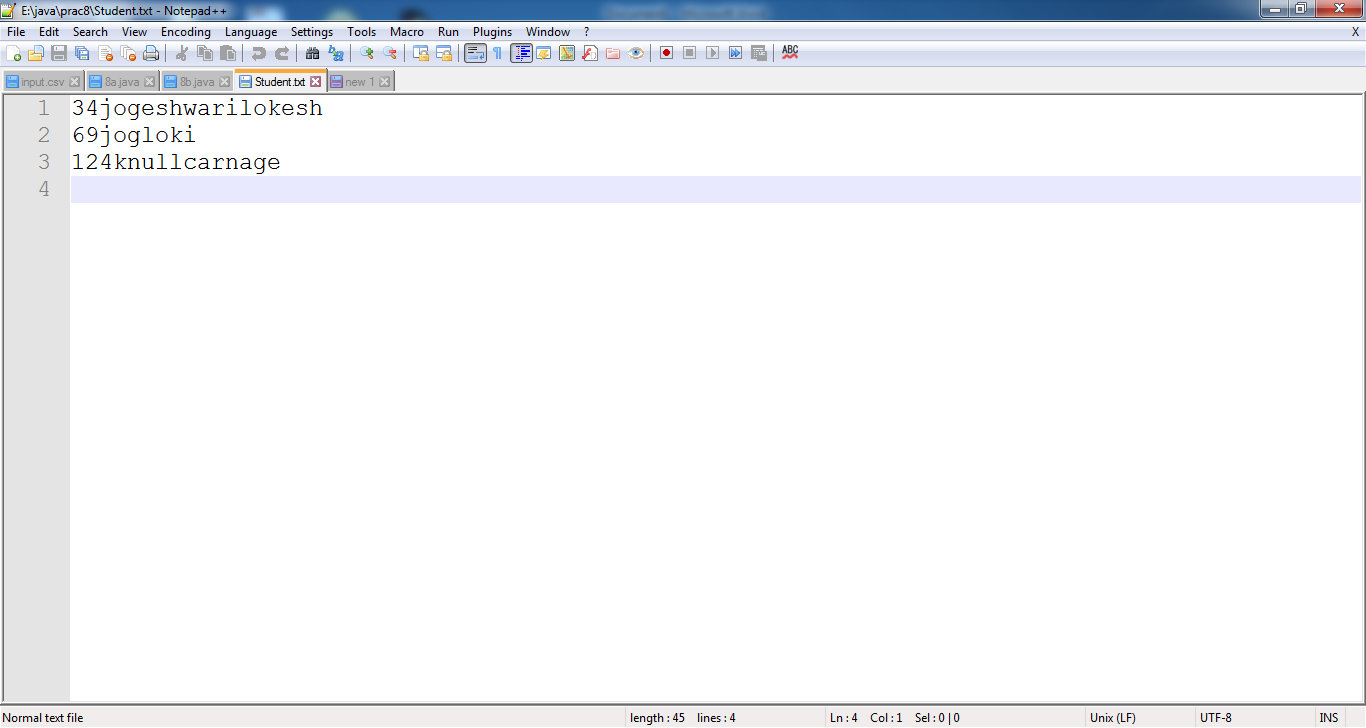 E:\java\prac8\Student.txt - Notepad++
File Edit Search View Encoding Language Settings Tools Macro Run Plugins Window ? X
ABC
input.csv 8a.java 8b.java Student.txt new 1
1 34jogeshwarilokesh
2 69jogloki
3 124knullcarnage
4
Normal text file length : 45 lines : 4 Ln : 4 Col : 1 Sel : 0 | 0 Unix (LF) UTF-8 INS